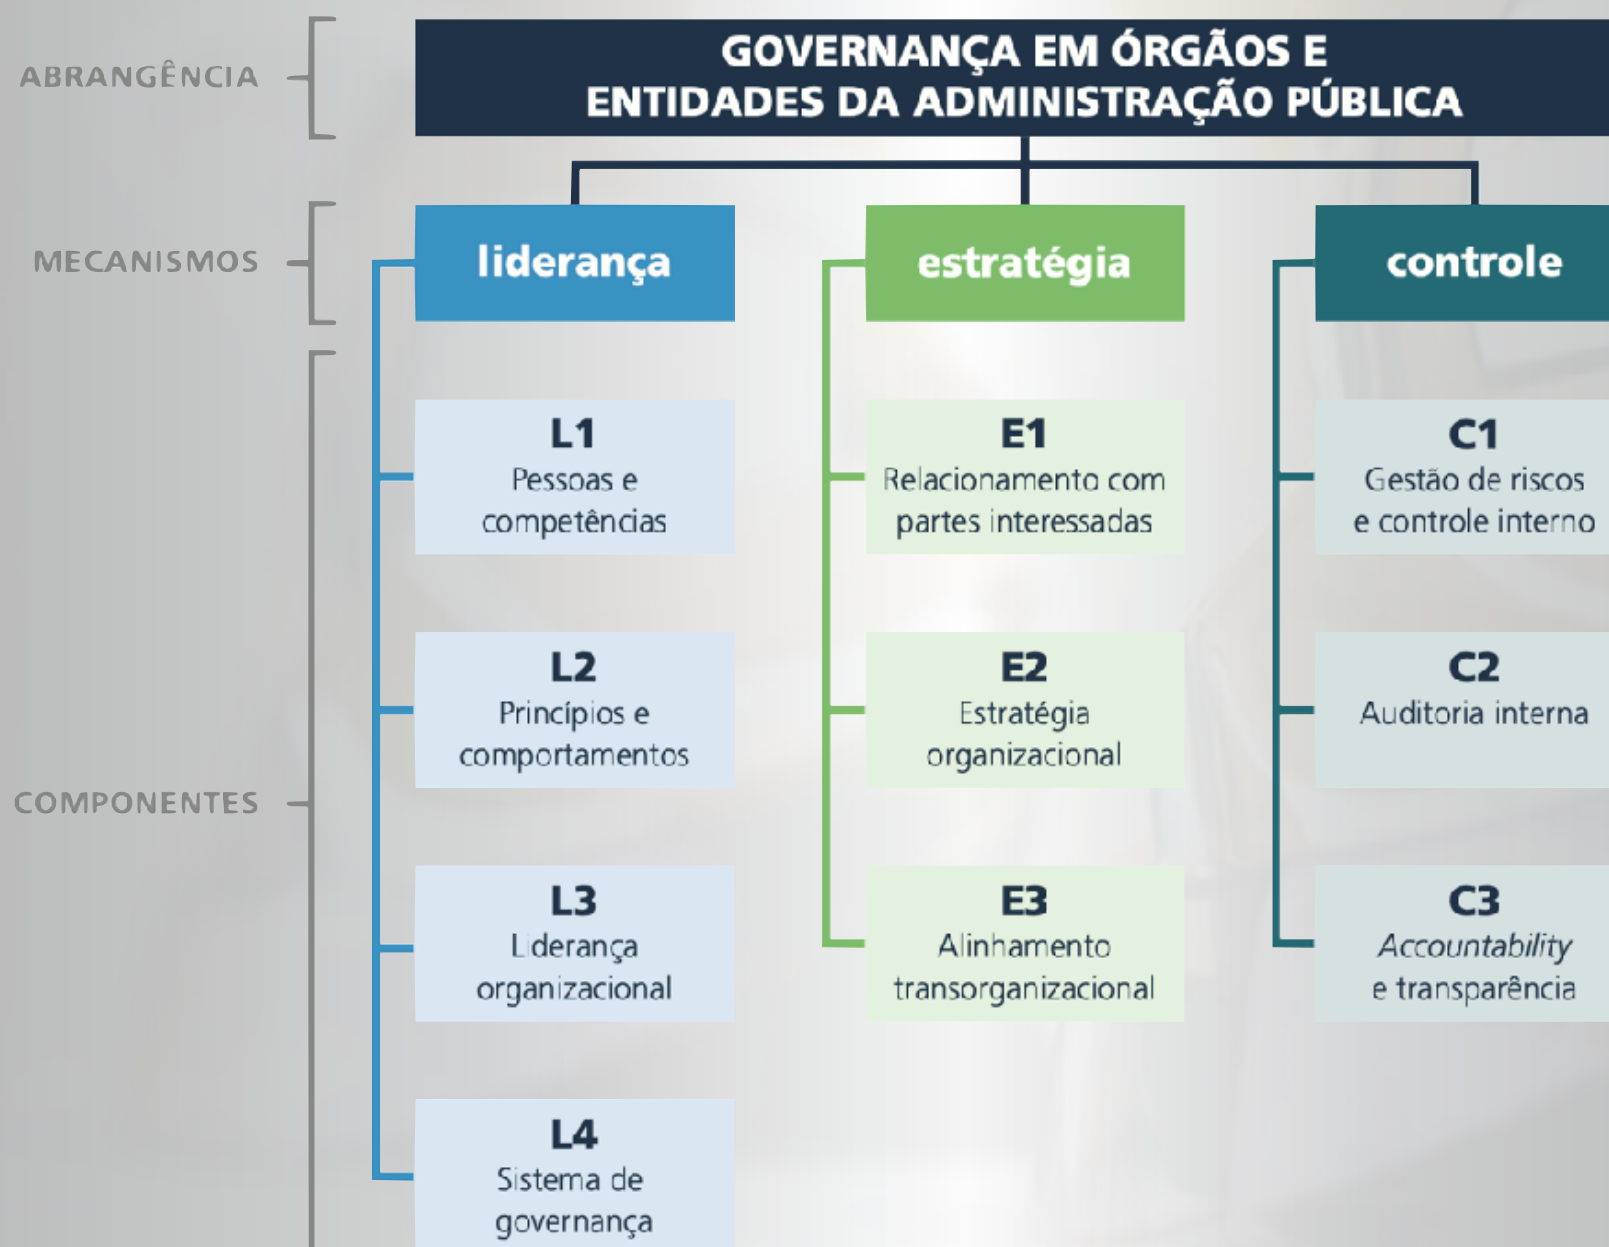 ABRANGÊNCIA
GOVERNANÇA EM ÓRGÃOS E
ENTIDADES DA ADMINISTRAÇÃO PÚBLICA
MECANISMOS
liderança
estratégia
controle
COMPONENTES
L1
Pessoas e
competências
L2
Princípios e
comportamentos
L3
Liderança
organizacional
L4
Sistema de
governança
E1
Relacionamento com
partes interessadas
E2
Estratégia
organizacional
E3
Alinhamento
transorganizacional
C1
Gestão de riscos
e controle interno
C2
Auditoria interna
C3
Accountability
e transparência